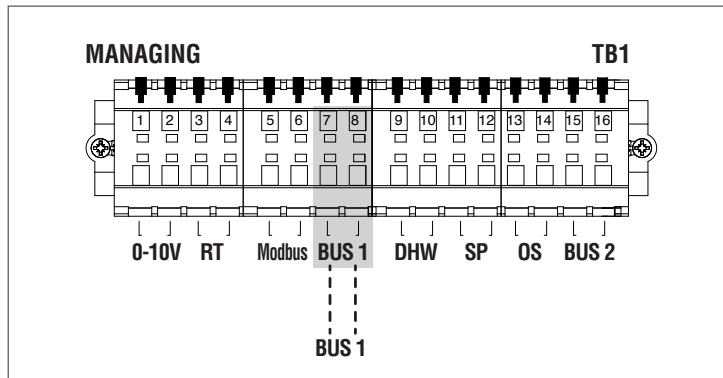 MANAGING TB1
1 2 3 4 5 6 7 8 9 10 11 12 13 14 15 16
0-10V RT Modbus BUS 1 DHW SP OS BUS 2
BUS 1